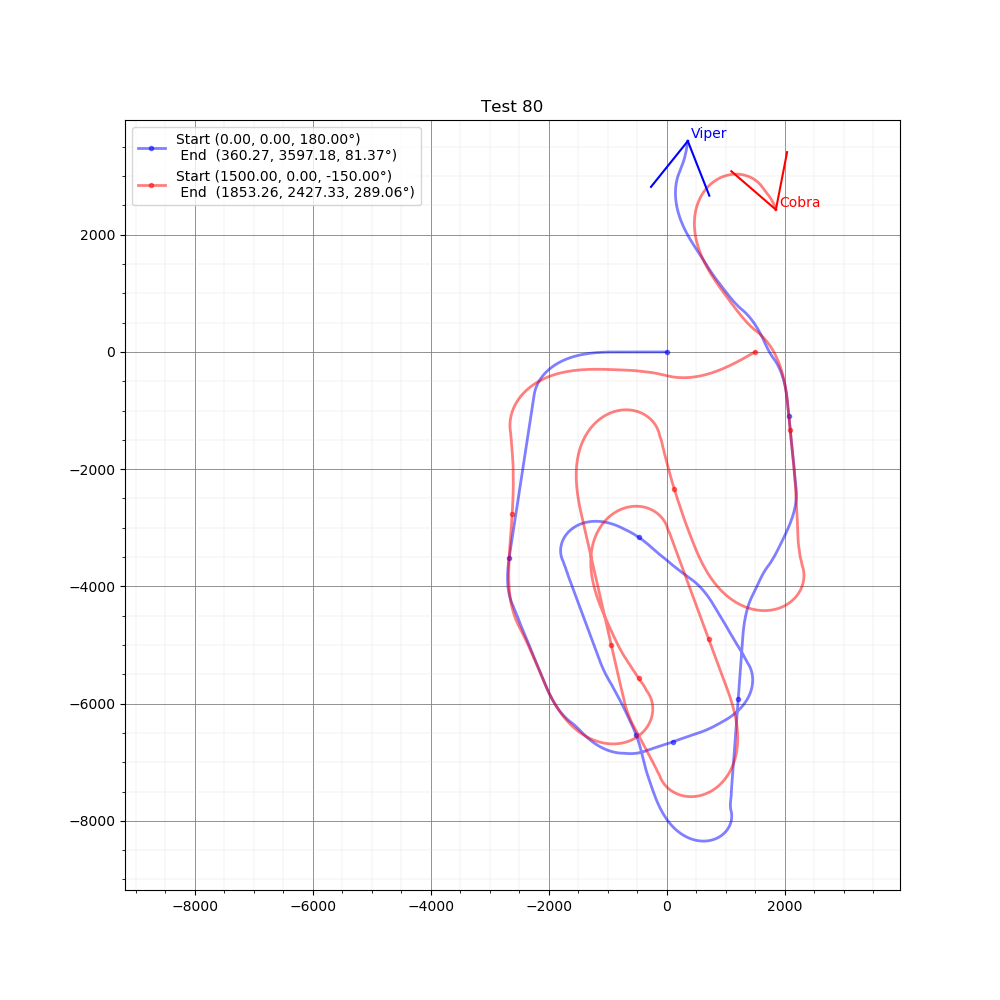 Test 80
Start (0.00, 0.00, 180.00°)
End (360.27, 3597.18, 81.37°)
Start (1500.00, 0.00, -150.00°)
End (1853.26, 2427.33, 289.06°)
Viper
Cobra
2000
0
−2000
−4000
−6000
−8000
−8000 −6000 −4000 −2000 0 2000